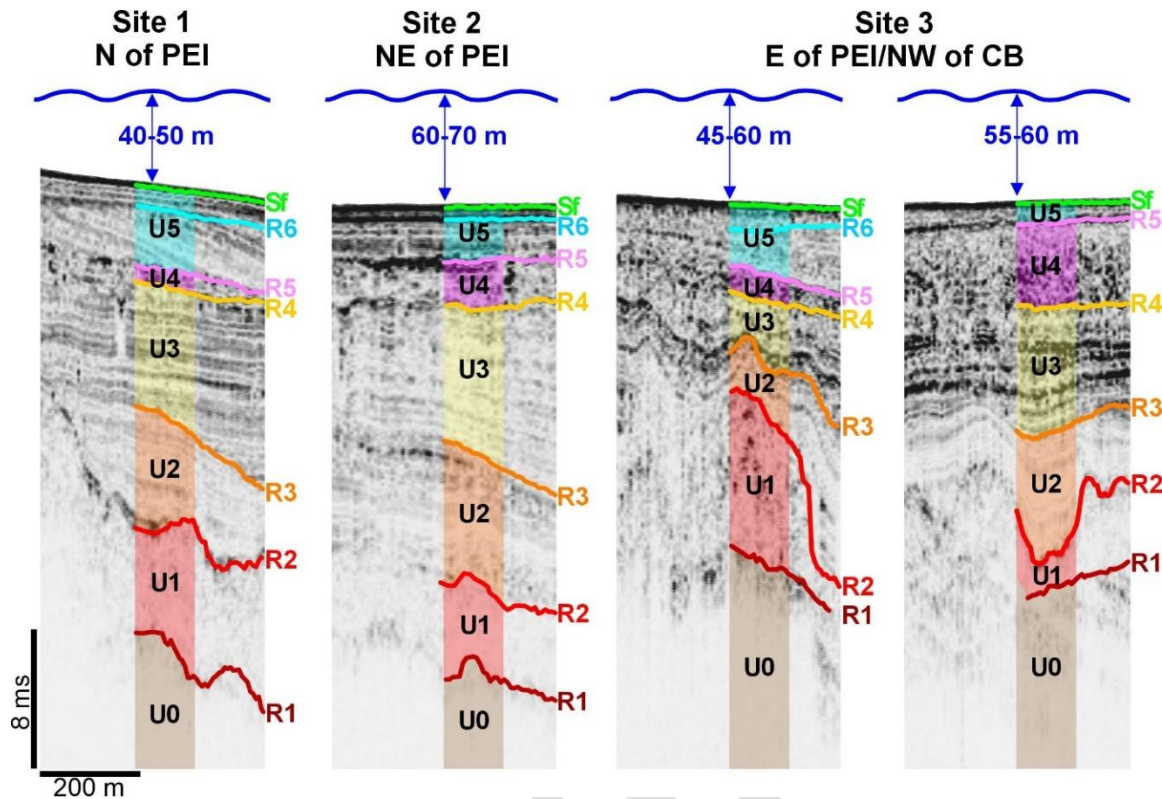 Site 1
N of PEI
Site 2
NE of PEI
Site 3
E of PEI/NW of CB
40-50 m
60-70 m
45-60 m
55-60 m
Sf
U5
R6
U4
R5
R4
U3
R3
U2
R2
U1
R1
U0
Sf
U5
R6
R5
U4
R4
U3
R3
U2
R2
U1
R1
U0
Sf
U5
R6
U4
R5
R4
U3
U2
R3
U1
R2
R1
U0
Sf
U5
R5
U4
R4
U3
R3
U2
R2
U1
R1
U0
8 ms
200 m